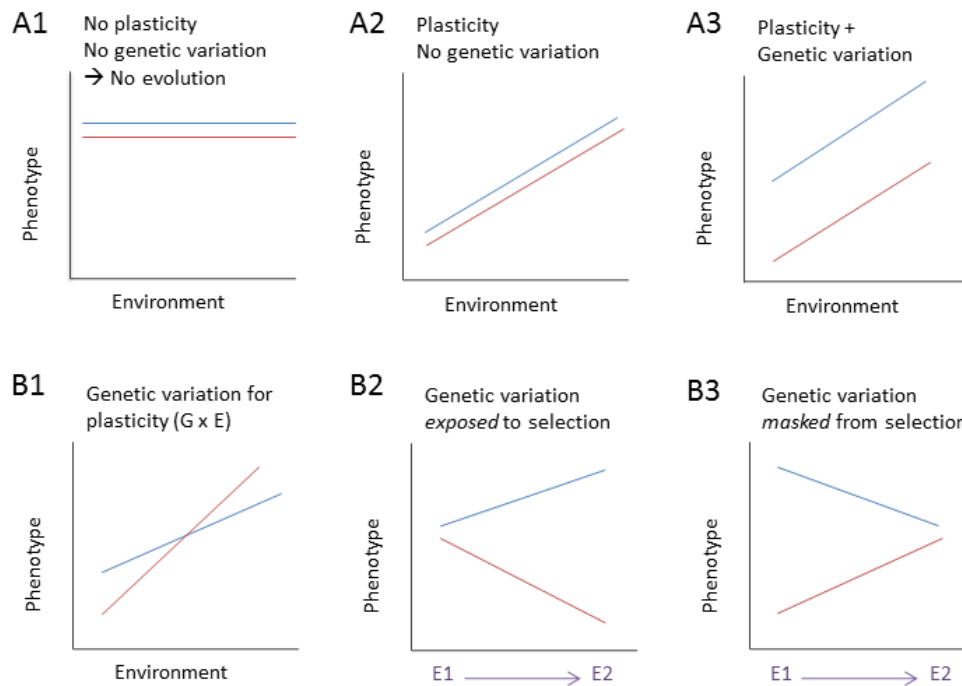 A1
No plasticity
No genetic variation
→ No evolution
Phenotype
Environment
A2
Plasticity
No genetic variation
Phenotype
Environment
A3
Plasticity +
Genetic variation
Phenotype
Environment
B1
Genetic variation for
plasticity (G x E)
Phenotype
Environment
B2
Genetic variation
exposed to selection
Phenotype
E1 → E2
B3
Genetic variation
masked from selection
Phenotype
E1 → E2